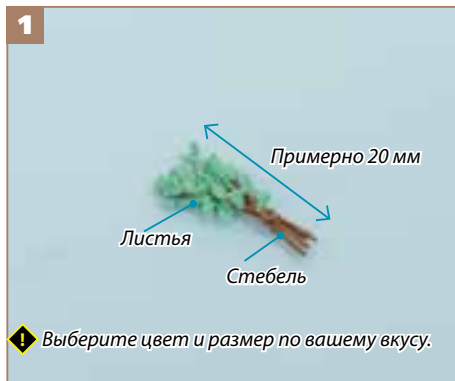 1
Примерно 20 мм
Листья
Стебель
! Выберите цвет и размер по вашему вкусу.